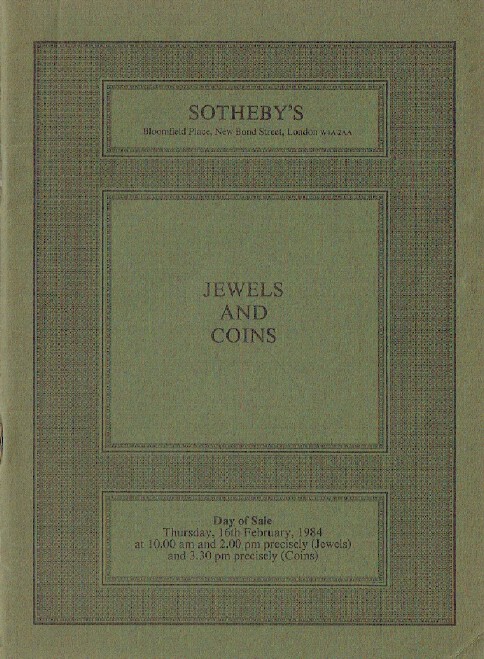 SOTHEBY'S
Bloomfield Place, New Bond Street, London W1A 2AA
JEWELS
AND
COINS
Day of Sale
Thursday, 16th February, 1984
at 10.00 am and 2.00 pm precisely (Jewels)
and 3.30 pm precisely (Coins)